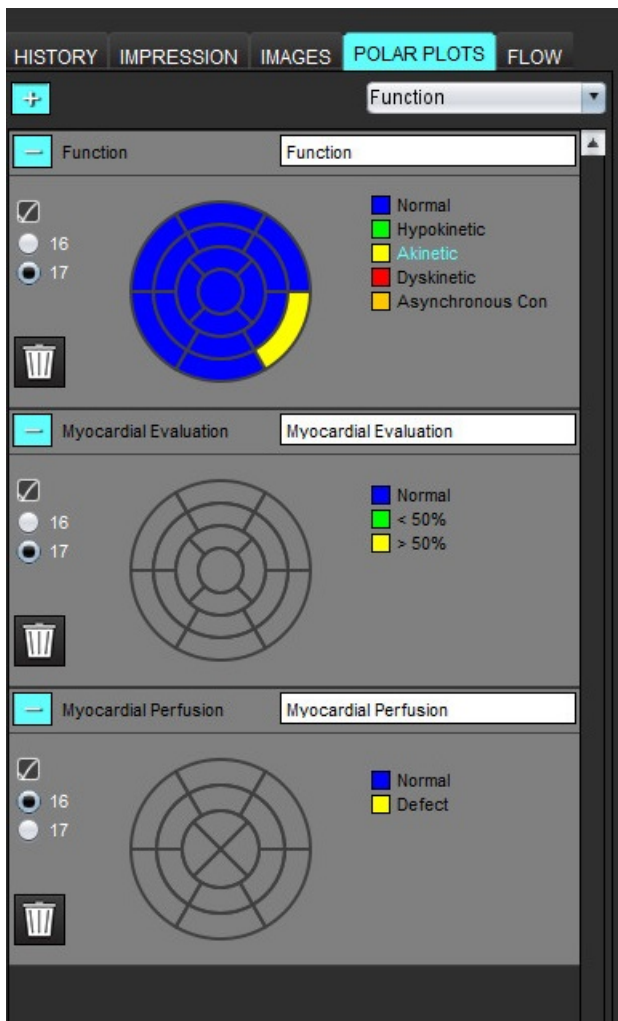 HISTORY IMPRESSION IMAGES POLAR PLOTS FLOW
Function
Function Function
Normal
Hypokinetic
16
Akinetic
17
Dyskinetic
Asynchronous Con
Myocardial Evaluation Myocardial Evaluation
Normal
16
< 50%
17
> 50%
Myocardial Perfusion Myocardial Perfusion
Normal
16
Defect
17